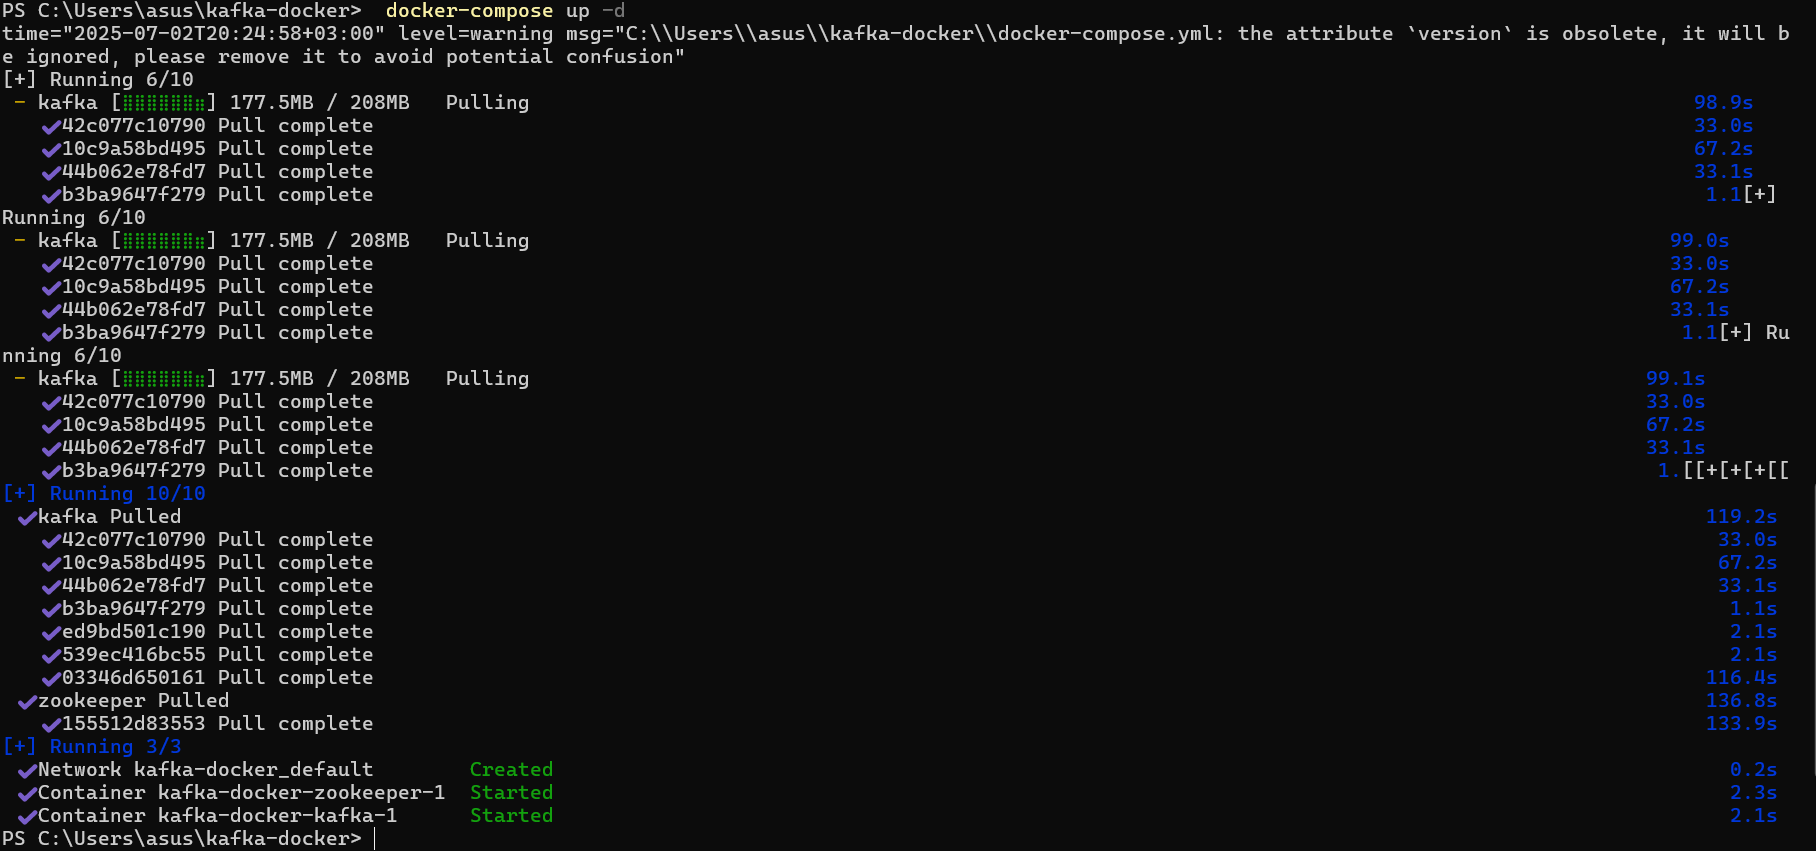 PS C:\Users\asus\kafka-docker>  docker-compose up -d
time="2025-07-02T20:24:58+03:00" level=warning msg="C:\\Users\\asus\\kafka-docker\\docker-compose.yml: the attribute `version` is obsolete, it will b
e ignored, please remove it to avoid potential confusion"
[+] Running 6/10
 - kafka [⣿⣿⣿⣿⣿⣿⣶] 177.5MB / 208MB   Pulling 98.9s
   ✔42c077c10790 Pull complete 33.0s
   ✔10c9a58bd495 Pull complete 67.2s
   ✔44b062e78fd7 Pull complete 33.1s
   ✔b3ba9647f279 Pull complete 1.1[+]
Running 6/10
 - kafka [⣿⣿⣿⣿⣿⣿⣶] 177.5MB / 208MB   Pulling 99.0s
   ✔42c077c10790 Pull complete 33.0s
   ✔10c9a58bd495 Pull complete 67.2s
   ✔44b062e78fd7 Pull complete 33.1s
   ✔b3ba9647f279 Pull complete 1.1[+] Ru
nning 6/10
 - kafka [⣿⣿⣿⣿⣿⣿⣶] 177.5MB / 208MB   Pulling 99.1s
   ✔42c077c10790 Pull complete 33.0s
   ✔10c9a58bd495 Pull complete 67.2s
   ✔44b062e78fd7 Pull complete 33.1s
   ✔b3ba9647f279 Pull complete 1.[[+[+[+[[
[+] Running 10/10
 ✔kafka Pulled 119.2s
   ✔42c077c10790 Pull complete 33.0s
   ✔10c9a58bd495 Pull complete 67.2s
   ✔44b062e78fd7 Pull complete 33.1s
   ✔b3ba9647f279 Pull complete 1.1s
   ✔ed9bd501c190 Pull complete 2.1s
   ✔539ec416bc55 Pull complete 2.1s
   ✔03346d650161 Pull complete 116.4s
 ✔zookeeper Pulled 136.8s
   ✔155512d83553 Pull complete 133.9s
[+] Running 3/3
 ✔Network kafka-docker_default        Created 0.2s
 ✔Container kafka-docker-zookeeper-1  Started 2.3s
 ✔Container kafka-docker-kafka-1      Started 2.1s
PS C:\Users\asus\kafka-docker>